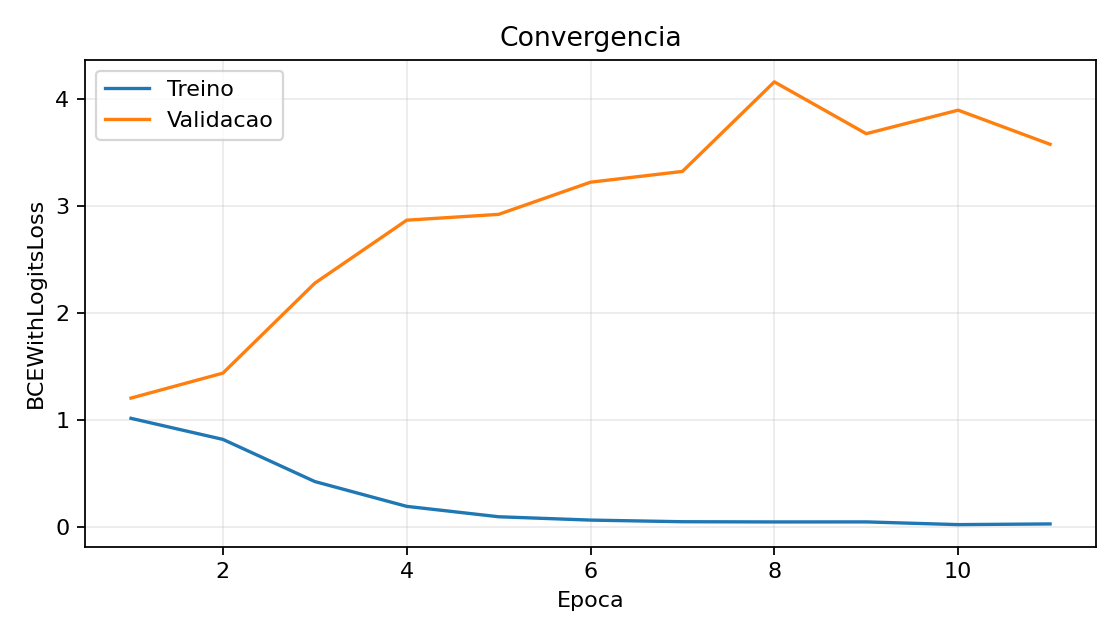 Convergencia
Treino
Validacao
BCEWithLogitsLoss
4
3
2
1
0
2 4 6 8 10
Epoca